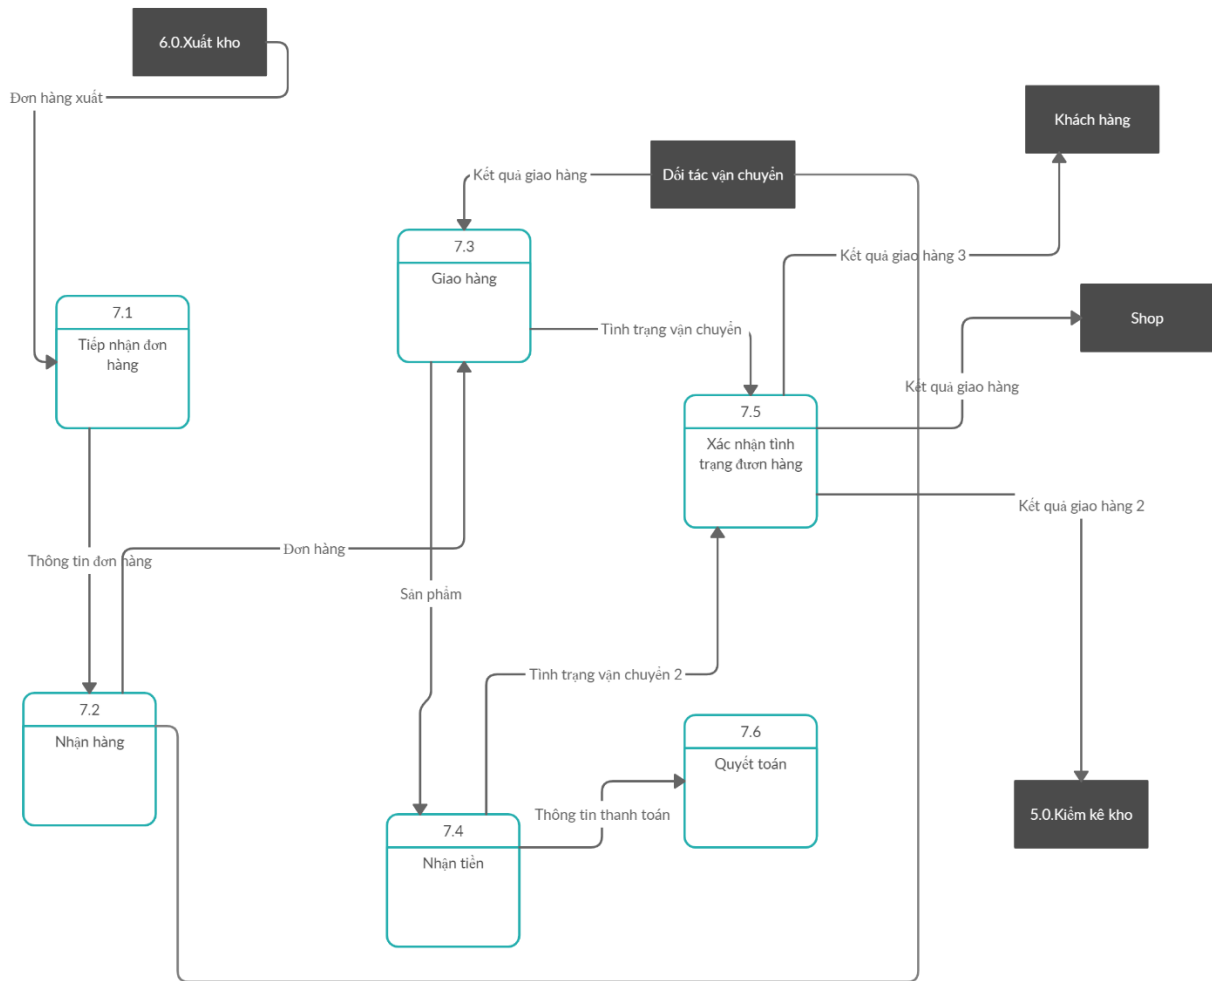 6.0.Xuất kho
Đơn hàng xuất
Khách hàng
Kết quả giao hàng
Dối tác vận chuyển
7.3
Giao hàng
Kết quả giao hàng 3
7.1
Tiếp nhận đơn
hàng
Tình trạng vận chuyển
Shop
Kết quả giao hàng
7.5
Xác nhận tình
trạng đươn hàng
Kết quả giao hàng 2
Đơn hàng
Thông tin đơn hàng
Sản phẩm
Tình trạng vận chuyển 2
7.2
Nhận hàng
7.6
Quyết toán
Thông tin thanh toán
5.0.Kiểm kê kho
7.4
Nhận tiền